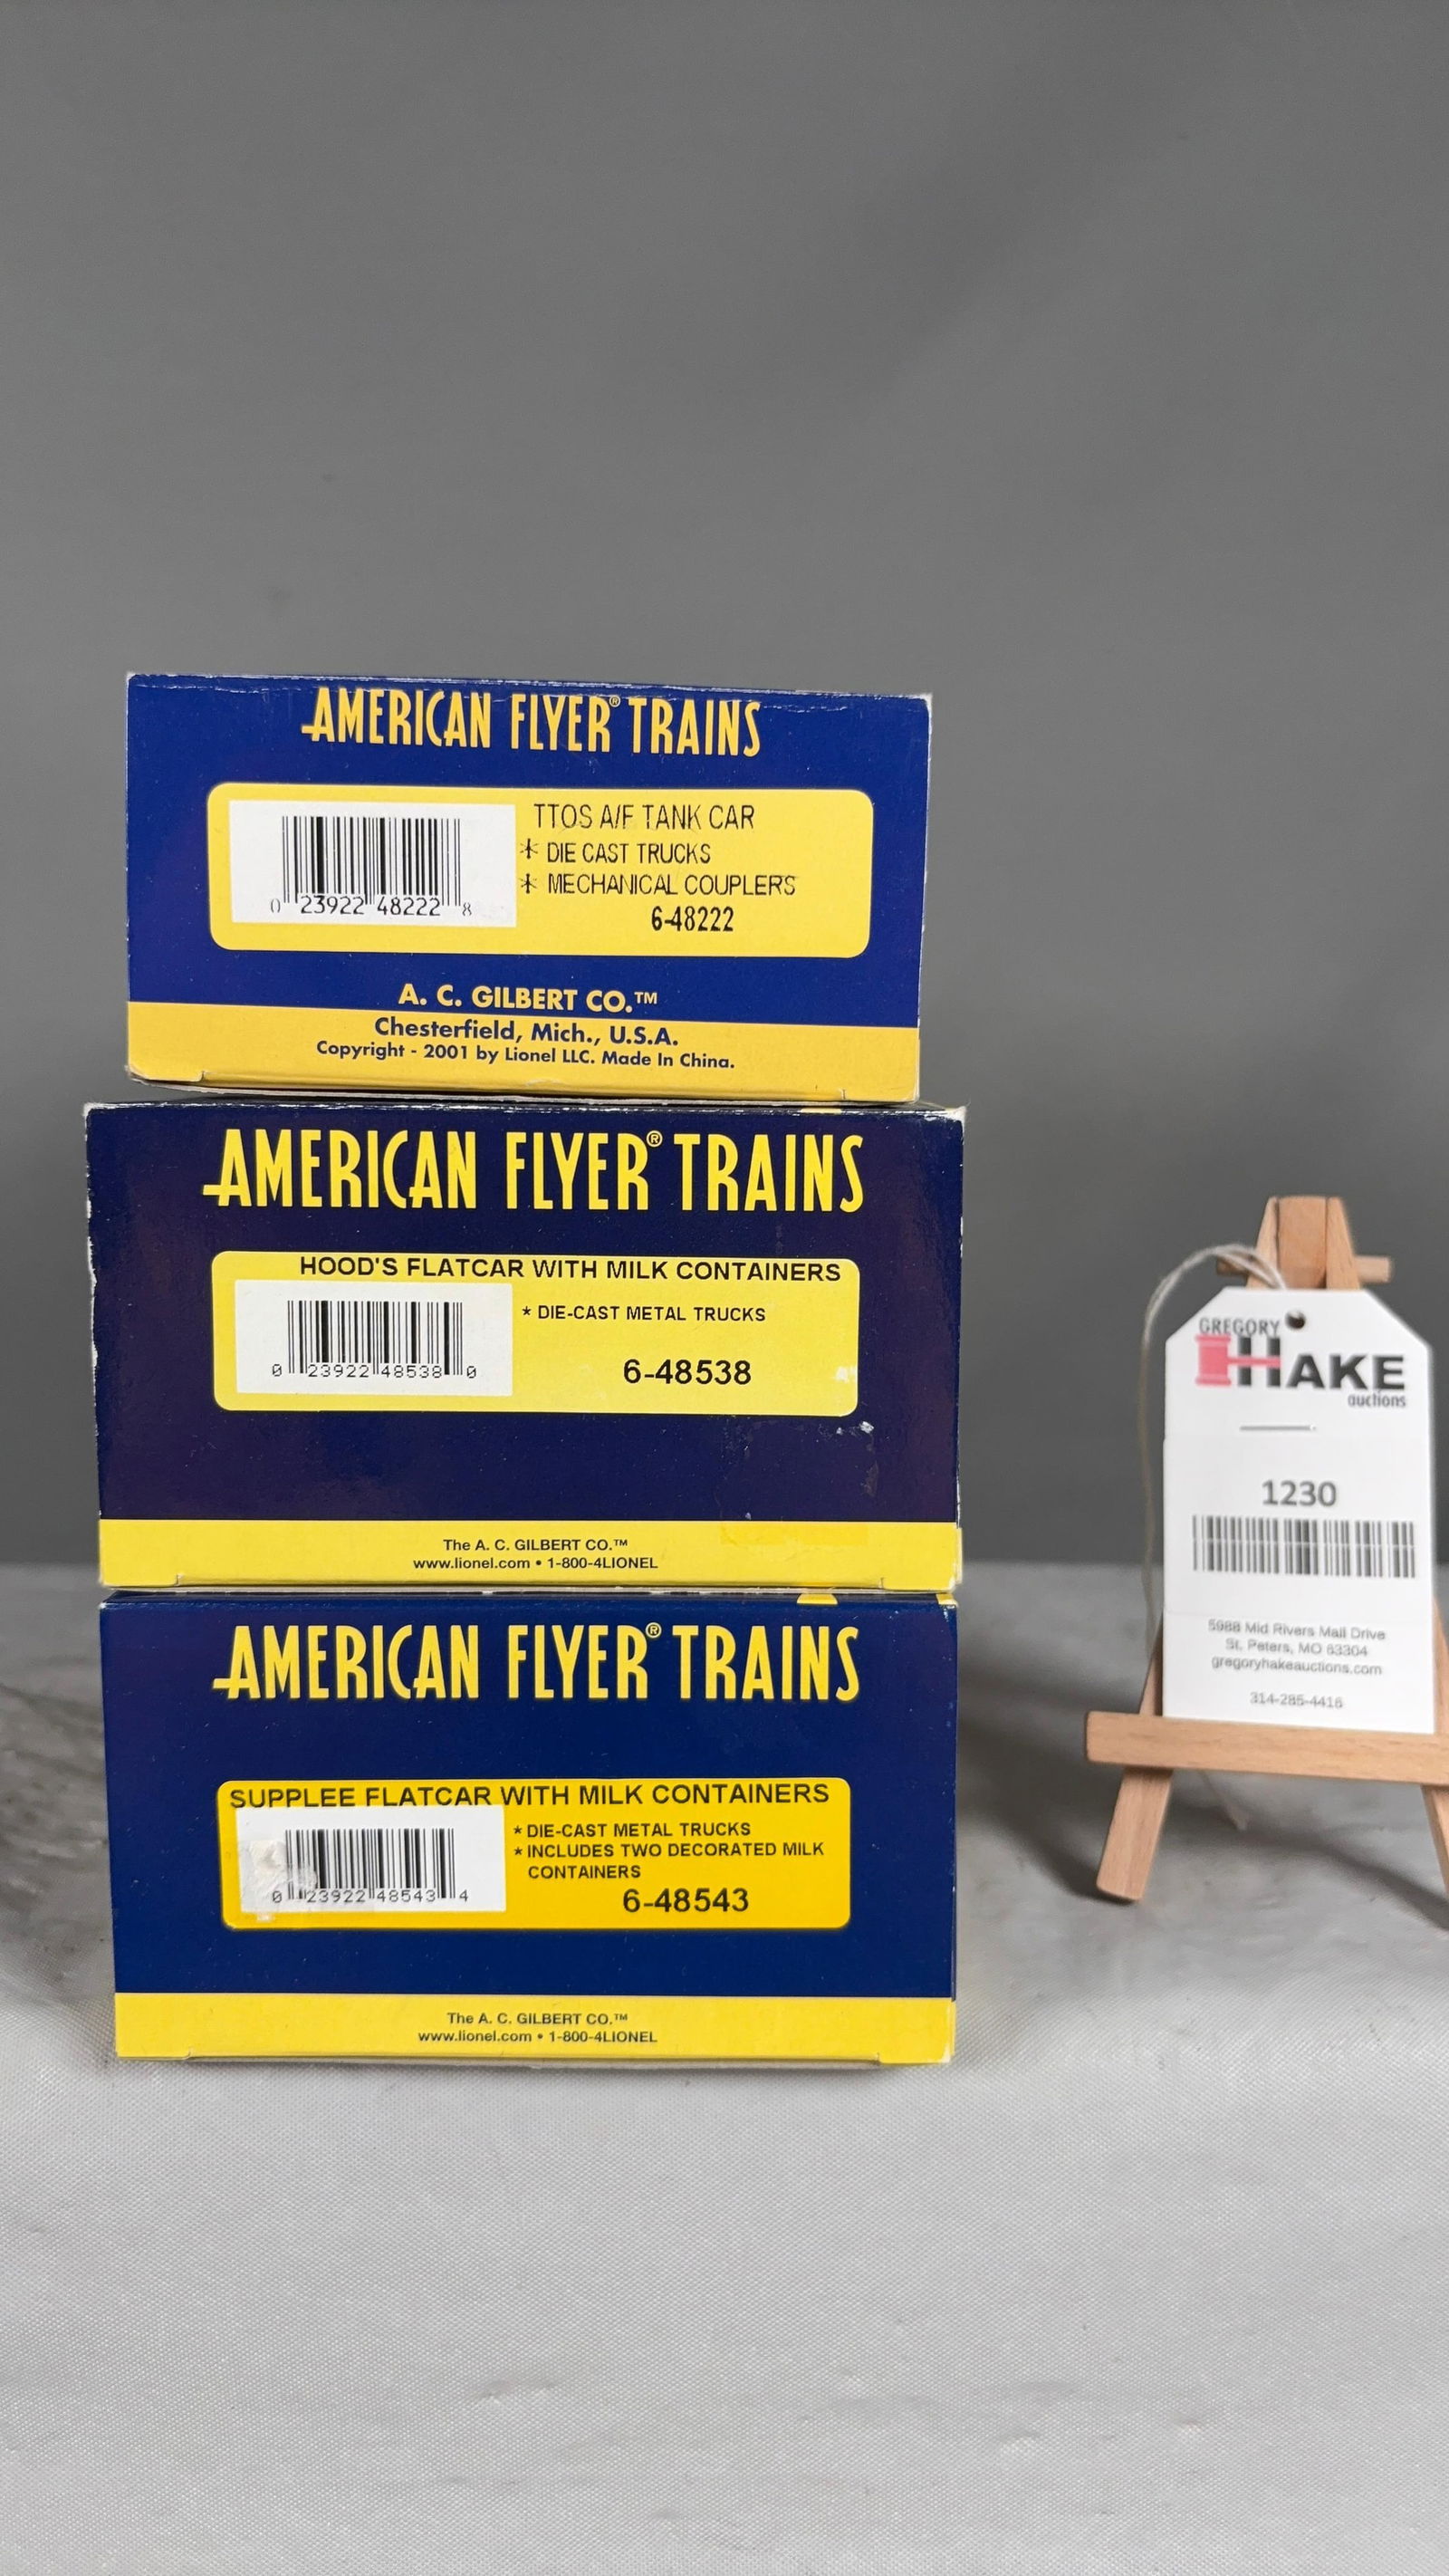 AMERICAN FLYER® TRAINS
TTOS A/F TANK CAR
* DIE CAST TRUCKS
* MECHANICAL COUPLERS
6-48222
0 23922 48222 8
A. C. GILBERT CO.™
Chesterfield, Mich., U.S.A.
Copyright - 2001 by Lionel LLC. Made In China.
AMERICAN FLYER® TRAINS
HOOD'S FLATCAR WITH MILK CONTAINERS
* DIE-CAST METAL TRUCKS
6-48538
0 23922 48538 0
The A. C. GILBERT CO.™
www.lionel.com • 1-800-4LIONEL
AMERICAN FLYER® TRAINS
SUPPLEE FLATCAR WITH MILK CONTAINERS
* DIE-CAST METAL TRUCKS
* INCLUDES TWO DECORATED MILK
CONTAINERS
6-48543
0 23922 48543 4
The A. C. GILBERT CO.™
www.lionel.com • 1-800-4LIONEL
GREGORY
HAKE
auctions
1230
5988 Mid Rivers Mall Drive
St. Peters, MO 63304
gregoryhakeauctions.com
314-285-4416